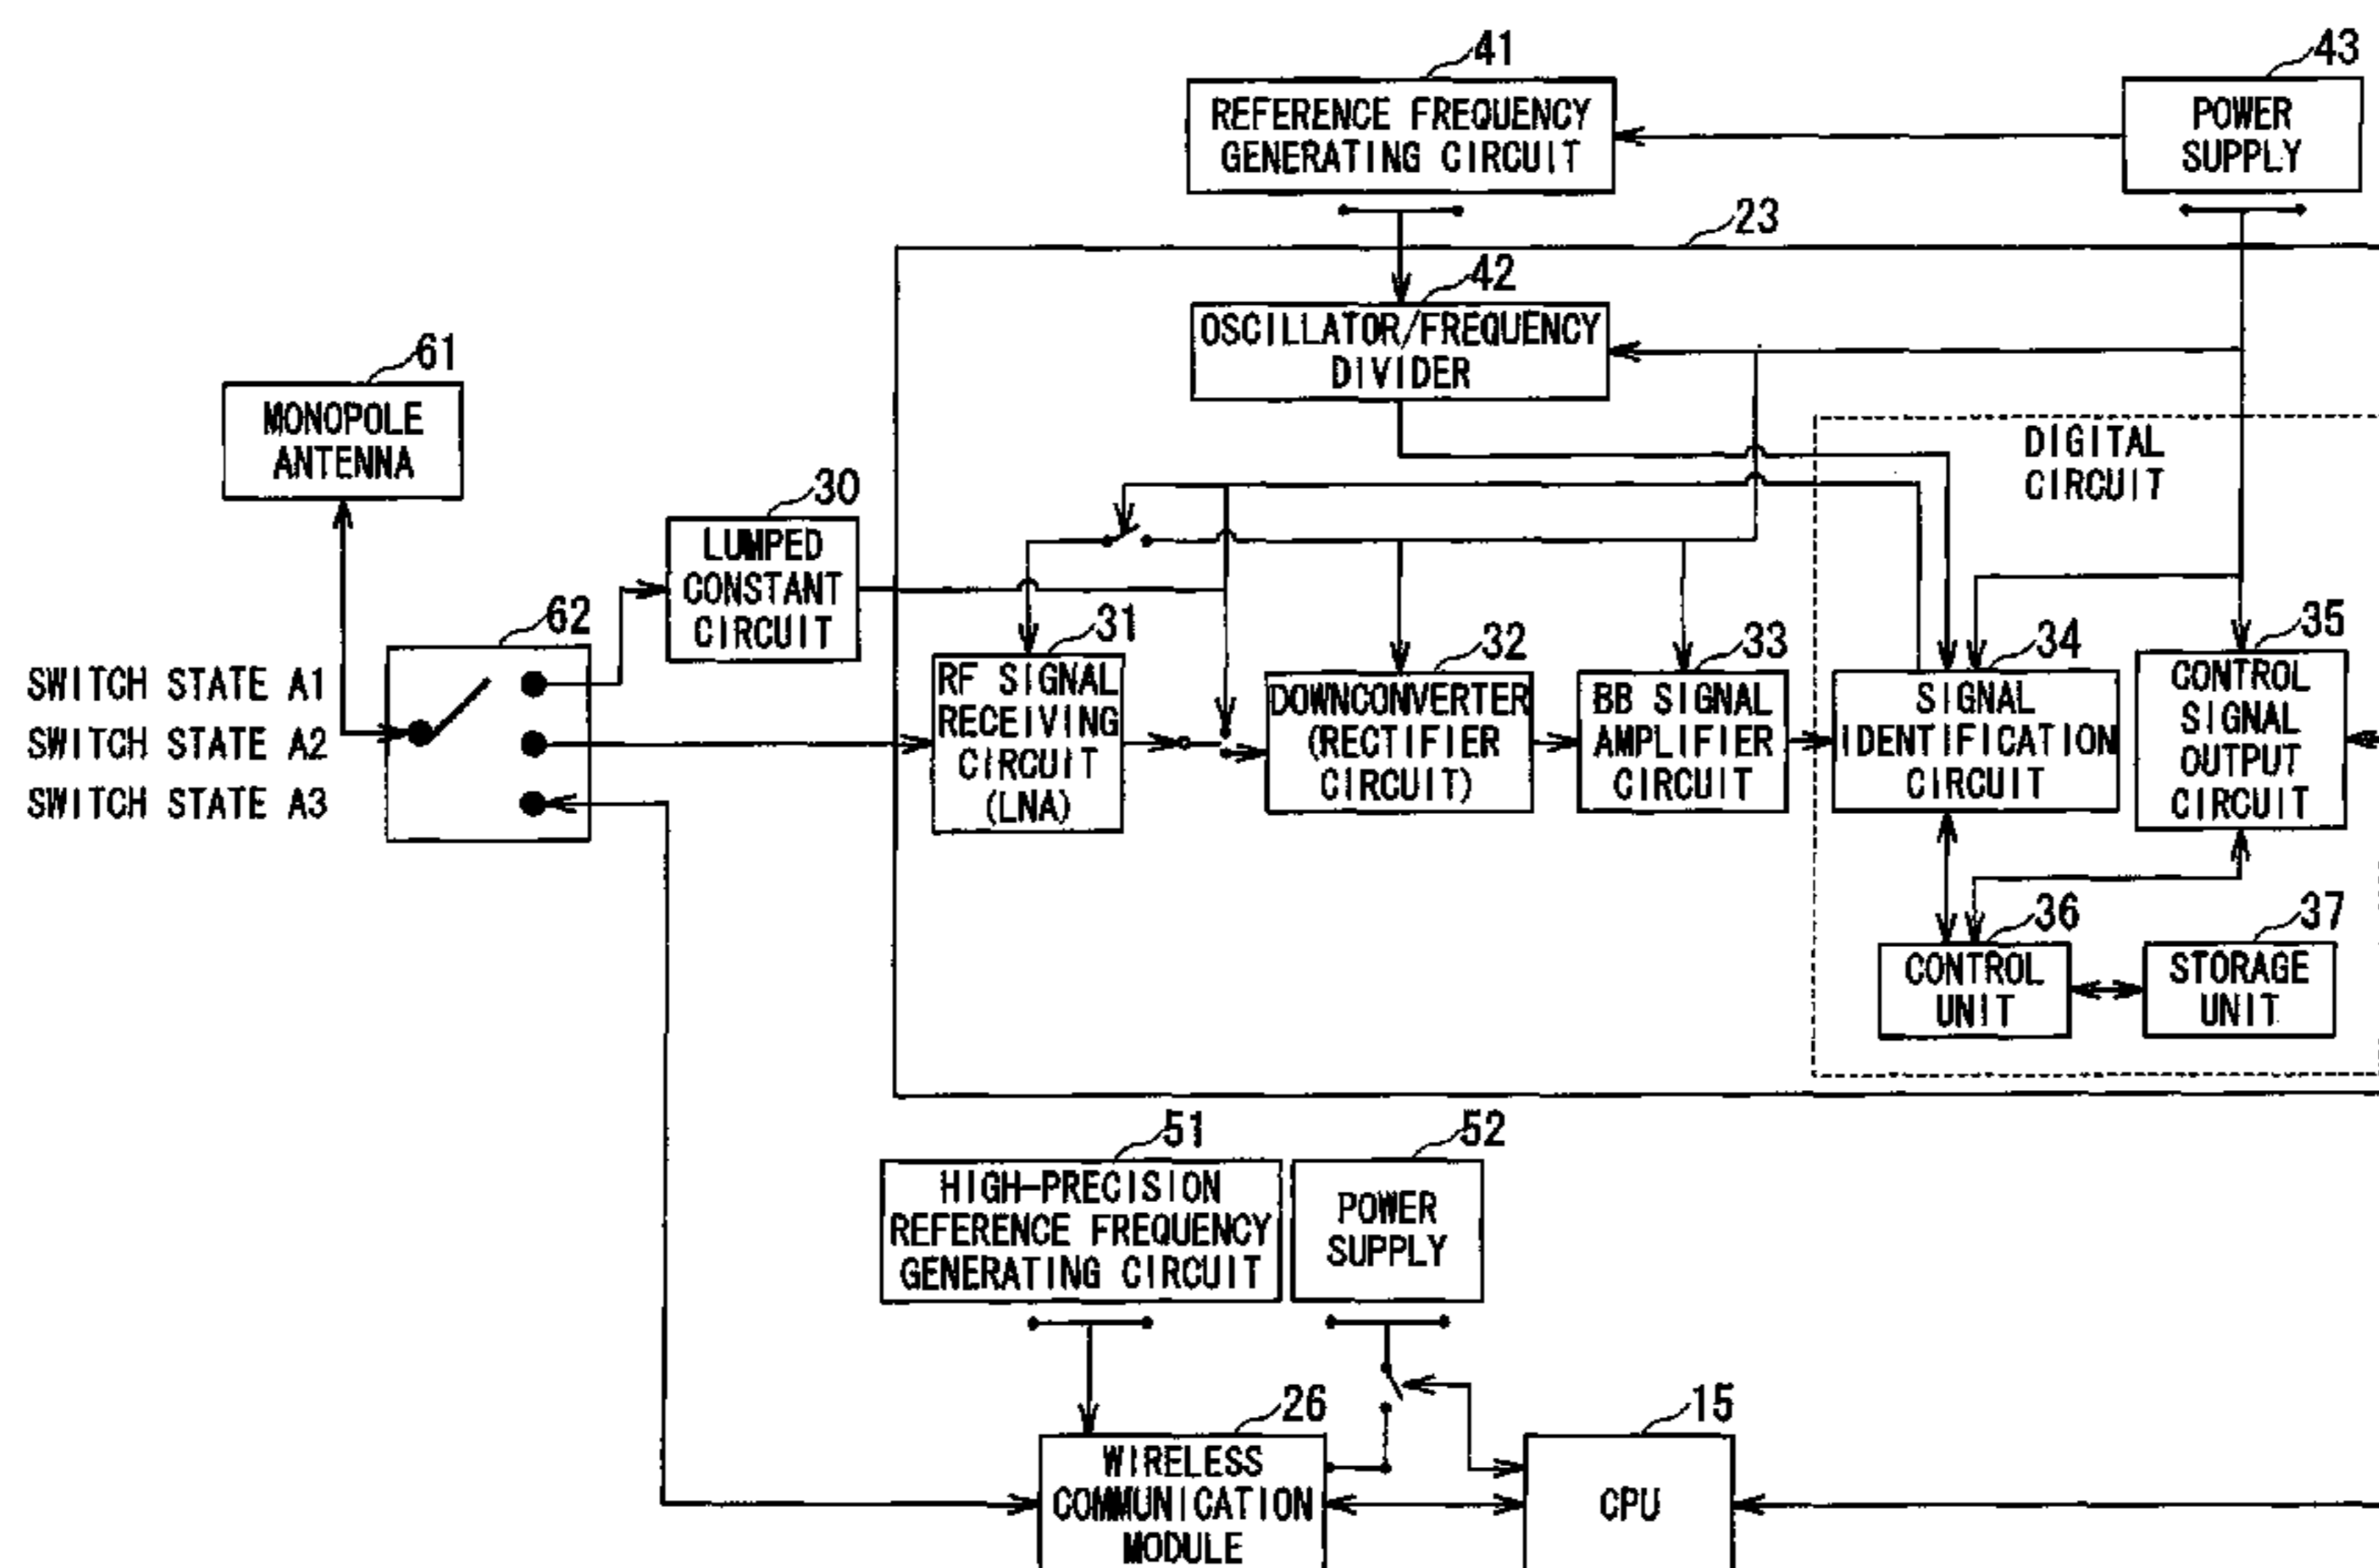 41
REFERENCE FREQUENCY
GENERATING CIRCUIT
43
POWER
SUPPLY
23
42
OSCILLATOR/FREQUENCY
DIVIDER
61
MONOPOLE
ANTENNA
DIGITAL
CIRCUIT
30
LUMPED
CONSTANT
CIRCUIT
62
SWITCH STATE A1
SWITCH STATE A2
SWITCH STATE A3
31
RF SIGNAL
RECEIVING
CIRCUIT
(LNA)
32
DOWNCONVERTER
(RECTIFIER
CIRCUIT)
33
BB SIGNAL
AMPLIFIER
CIRCUIT
34
SIGNAL
IDENTIFICATION
CIRCUIT
35
CONTROL
SIGNAL
OUTPUT
CIRCUIT
36
CONTROL
UNIT
37
STORAGE
UNIT
51
HIGH-PRECISION
REFERENCE FREQUENCY
GENERATING CIRCUIT
52
POWER
SUPPLY
26
WIRELESS
COMMUNICATION
MODULE
15
CPU